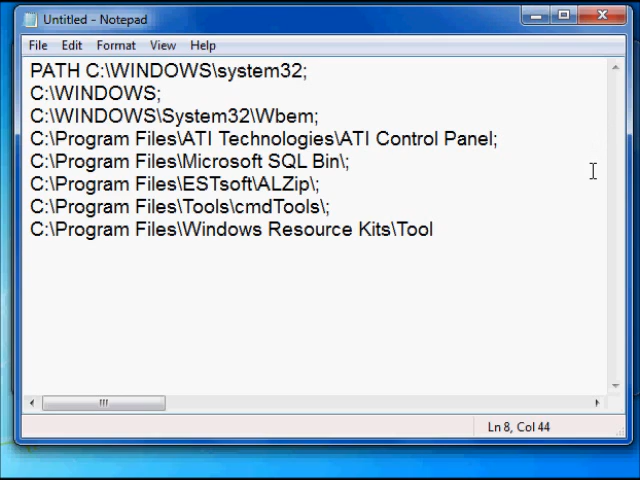 Untitled - Notepad
File Edit Format View Help
PATH C:\WINDOWS\system32;
C:\WINDOWS;
C:\WINDOWS\System32\Wbem;
C:\Program Files\ATI Technologies\ATI Control Panel;
C:\Program Files\Microsoft SQL Bin\;
C:\Program Files\ESTsoft\ALZip\;
C:\Program Files\Tools\cmdTools\;
C:\Program Files\Windows Resource Kits\Tool
Ln 8, Col 44